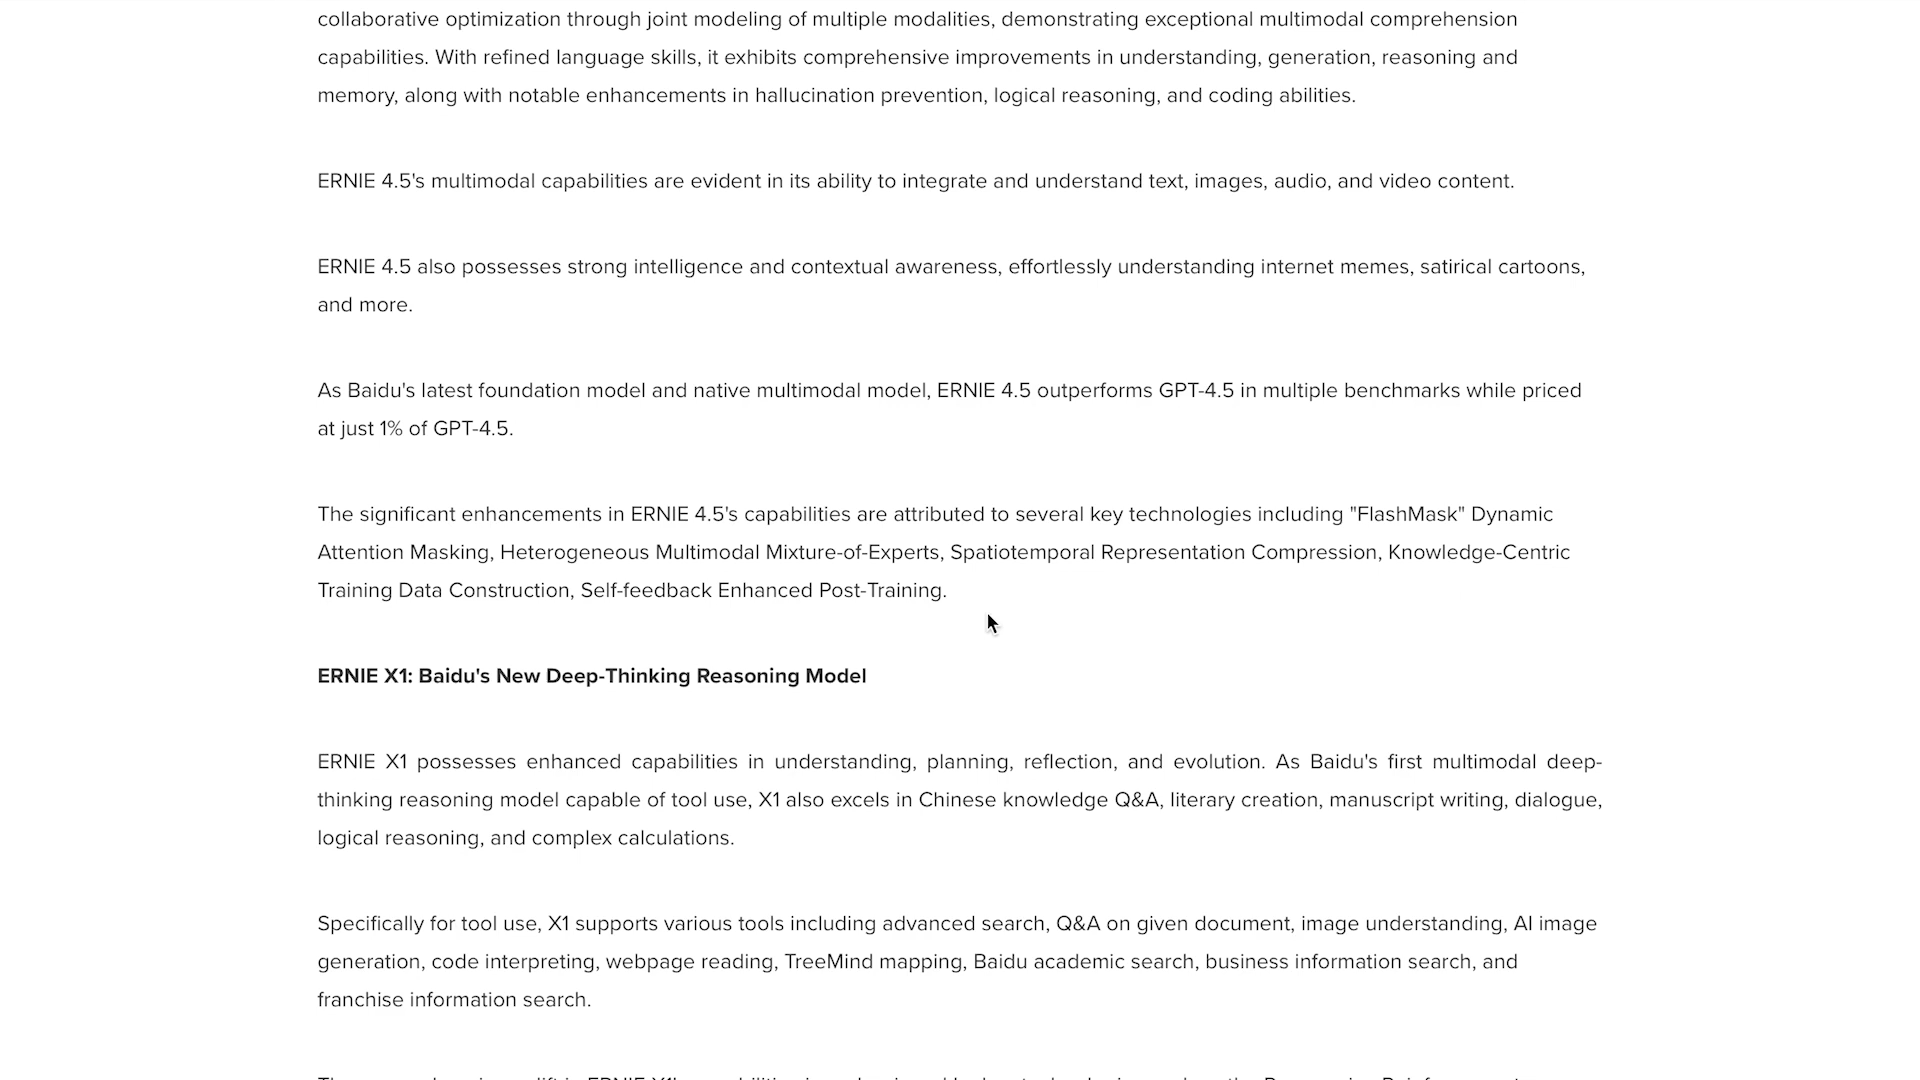 collaborative optimization through joint modeling of multiple modalities, demonstrating exceptional multimodal comprehension
capabilities. With refined language skills, it exhibits comprehensive improvements in understanding, generation, reasoning and
memory, along with notable enhancements in hallucination prevention, logical reasoning, and coding abilities.
ERNIE 4.5's multimodal capabilities are evident in its ability to integrate and understand text, images, audio, and video content.
ERNIE 4.5 also possesses strong intelligence and contextual awareness, effortlessly understanding internet memes, satirical cartoons,
and more.
As Baidu's latest foundation model and native multimodal model, ERNIE 4.5 outperforms GPT-4.5 in multiple benchmarks while priced
at just 1% of GPT-4.5.
The significant enhancements in ERNIE 4.5's capabilities are attributed to several key technologies including "FlashMask" Dynamic
Attention Masking, Heterogeneous Multimodal Mixture-of-Experts, Spatiotemporal Representation Compression, Knowledge-Centric
Training Data Construction, Self-feedback Enhanced Post-Training.
ERNIE X1: Baidu's New Deep-Thinking Reasoning Model
ERNIE X1 possesses enhanced capabilities in understanding, planning, reflection, and evolution. As Baidu's first multimodal deep-
thinking reasoning model capable of tool use, X1 also excels in Chinese knowledge Q&A, literary creation, manuscript writing, dialogue,
logical reasoning, and complex calculations.
Specifically for tool use, X1 supports various tools including advanced search, Q&A on given document, image understanding, AI image
generation, code interpreting, webpage reading, TreeMind mapping, Baidu academic search, business information search, and
franchise information search.